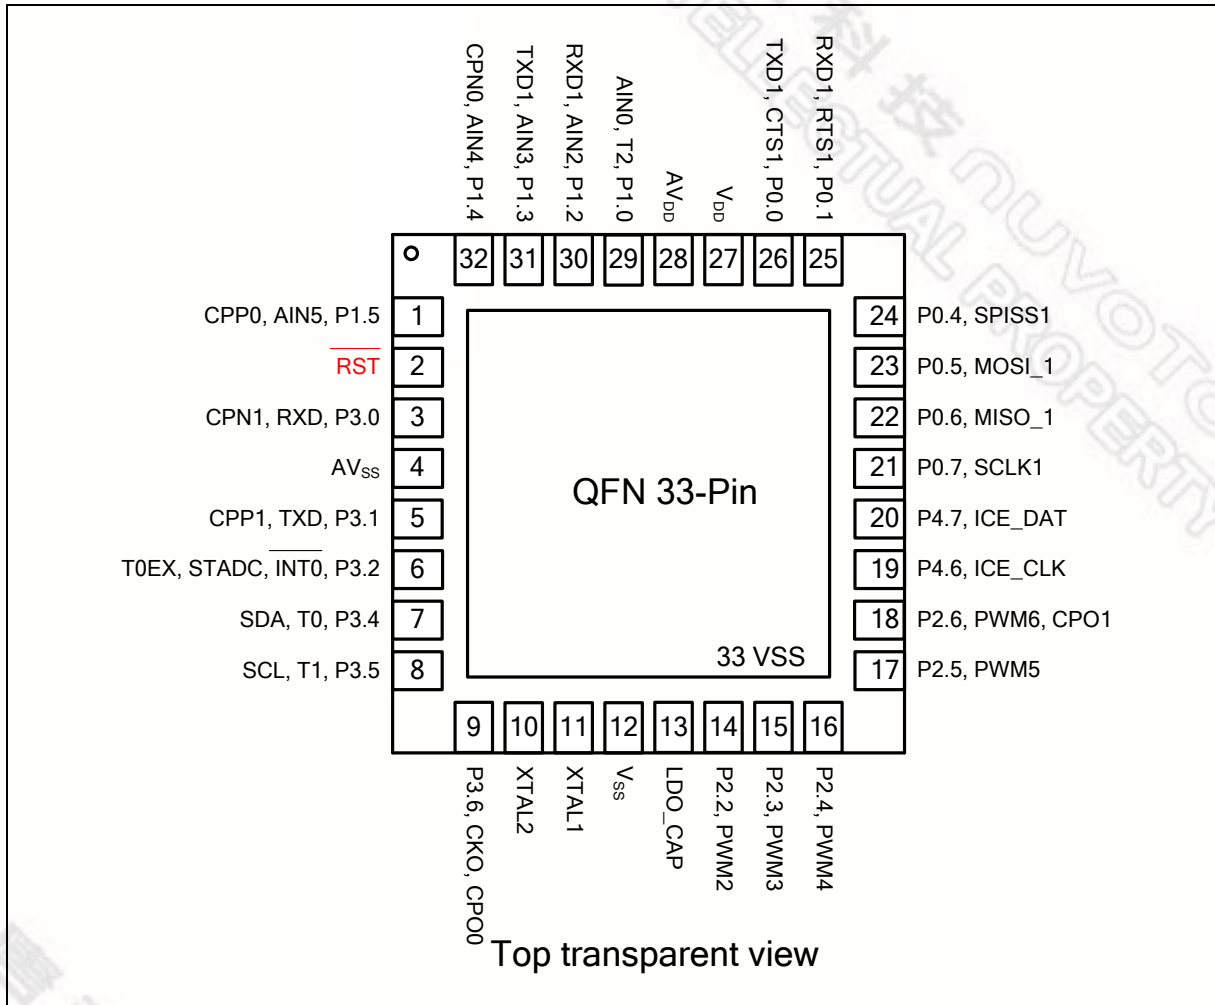 CPN0, AIN4, P1.4
TXD1, AIN3, P1.3
RXD1, AIN2, P1.2
AIN0, T2, P1.0
AVDD
VDD
TXD1, CTS1, P0.0
RXD1, RTS1, P0.1
32 31 30 29 28 27 26 25
CPP0, AIN5, P1.5 1
RST 2
CPN1, RXD, P3.0 3
AVSS 4
CPP1, TXD, P3.1 5
T0EX, STADC, INT0, P3.2 6
SDA, T0, P3.4 7
SCL, T1, P3.5 8
QFN 33-Pin
33 VSS
24 P0.4, SPISS1
23 P0.5, MOSI_1
22 P0.6, MISO_1
21 P0.7, SCLK1
20 P4.7, ICE_DAT
19 P4.6, ICE_CLK
18 P2.6, PWM6, CPO1
17 P2.5, PWM5
9 10 11 12 13 14 15 16
P3.6, CKO, CPO0
XTAL2
XTAL1
VSS
LDO_CAP
P2.2, PWM2
P2.3, PWM3
P2.4, PWM4
Top transparent view
科技 nuvoTo
PROPERTY